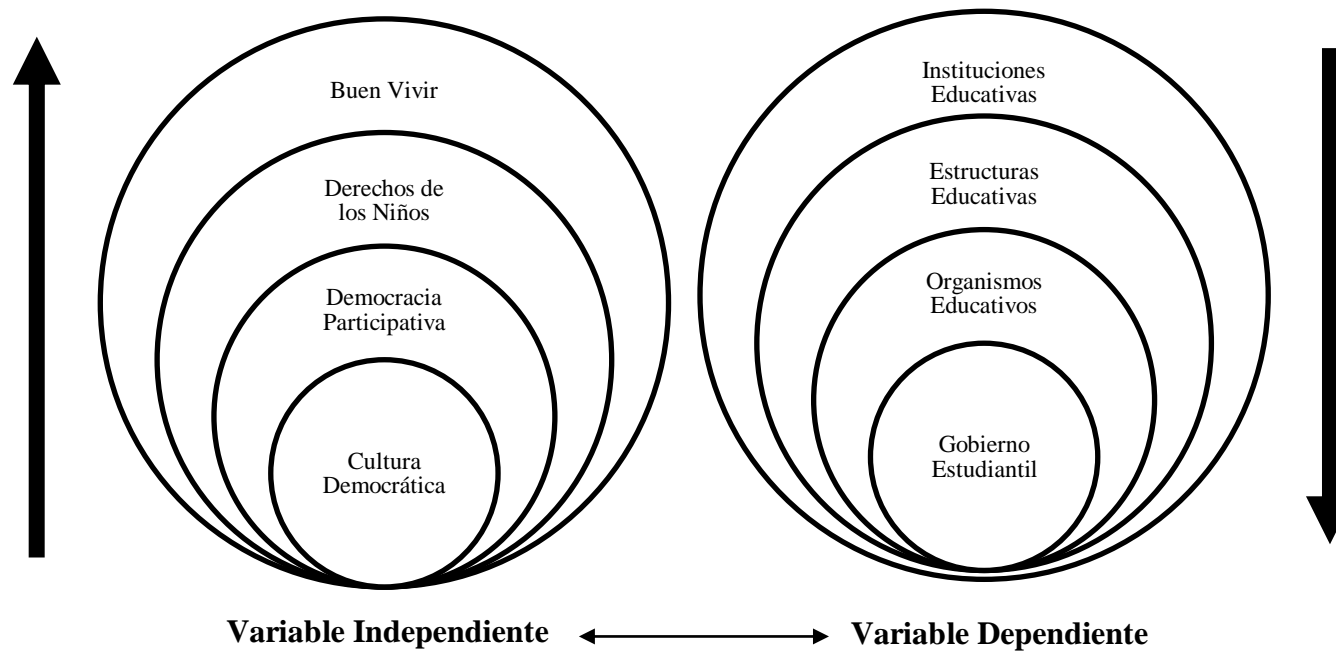 Buen Vivir
Derechos de
los Niños
Democracia
Participativa
Cultura
Democrática
Instituciones
Educativas
Estructuras
Educativas
Organismos
Educativos
Gobierno
Estudiantil
Variable Independiente
Variable Dependiente